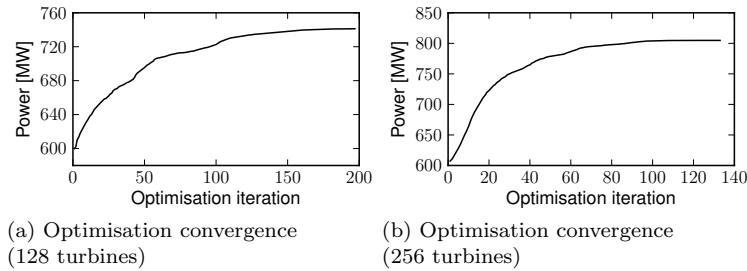 760
720
680
640
600
Power [MW]
0 50 100 150 200
Optimisation iteration
(a) Optimisation convergence
(128 turbines)
850
800
750
700
650
600
Power [MW]
0 20 40 60 80 100 120 140
Optimisation iteration
(b) Optimisation convergence
(256 turbines)